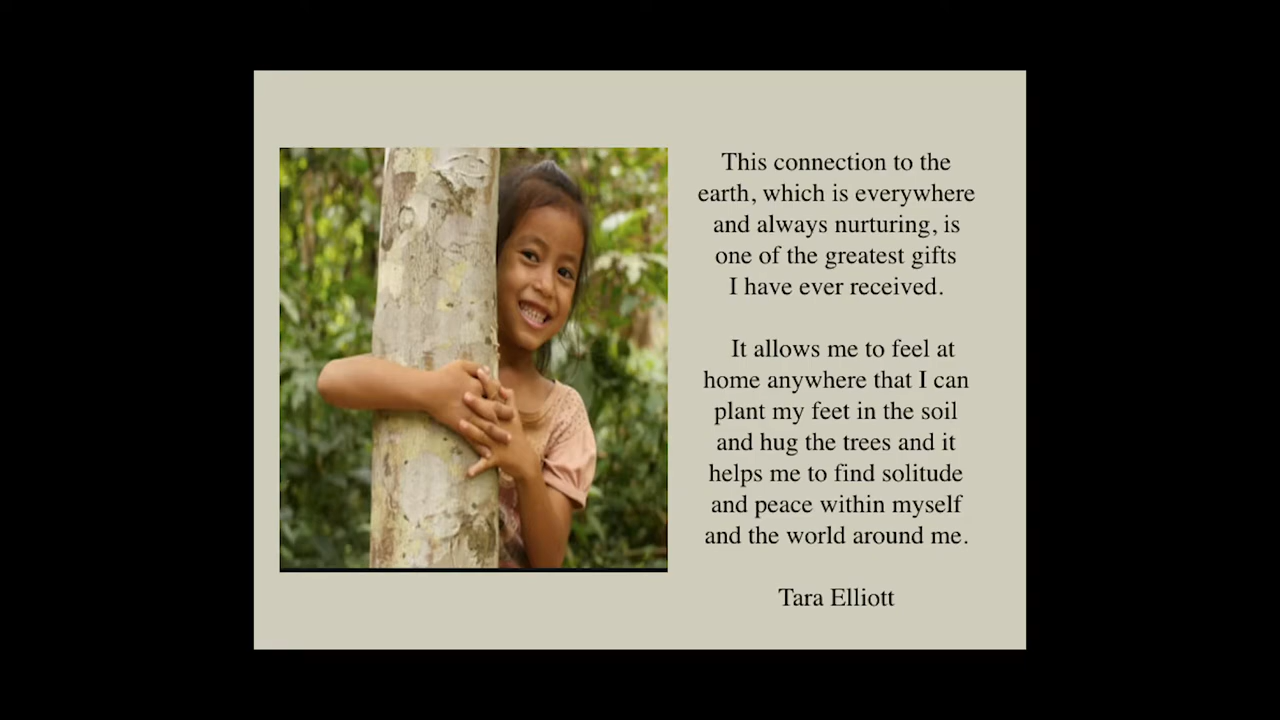 This connection to the
earth, which is everywhere
and always nurturing, is
one of the greatest gifts
I have ever received.
It allows me to feel at
home anywhere that I can
plant my feet in the soil
and hug the trees and it
helps me to find solitude
and peace within myself
and the world around me.
Tara Elliott